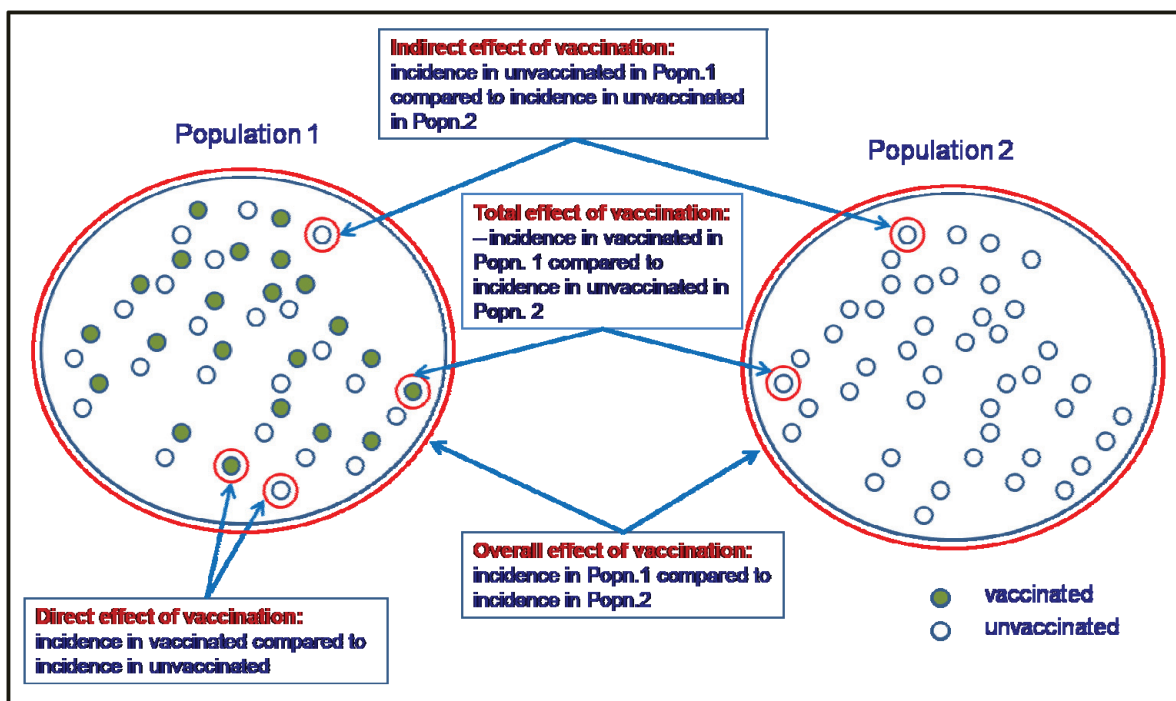 Indirect effect of vaccination:
incidence in unvaccinated in Popn.1
compared to incidence in unvaccinated
in Popn.2
Population 1
Population 2
Total effect of vaccination:
–incidence in vaccinated in
Popn. 1 compared to
incidence in unvaccinated in
Popn. 2
Overall effect of vaccination:
incidence in Popn.1 compared to
incidence in Popn.2
Direct effect of vaccination:
incidence in vaccinated compared to
incidence in unvaccinated
vaccinated
unvaccinated